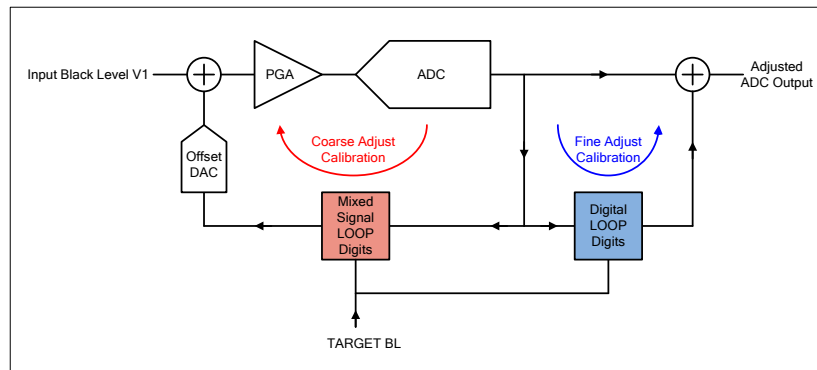 Input Black Level V1
PGA
ADC
Adjusted
ADC Output
Coarse Adjust
Calibration
Fine Adjust
Calibration
Offset
DAC
Mixed
Signal
LOOP
Digits
Digital
LOOP
Digits
TARGET BL